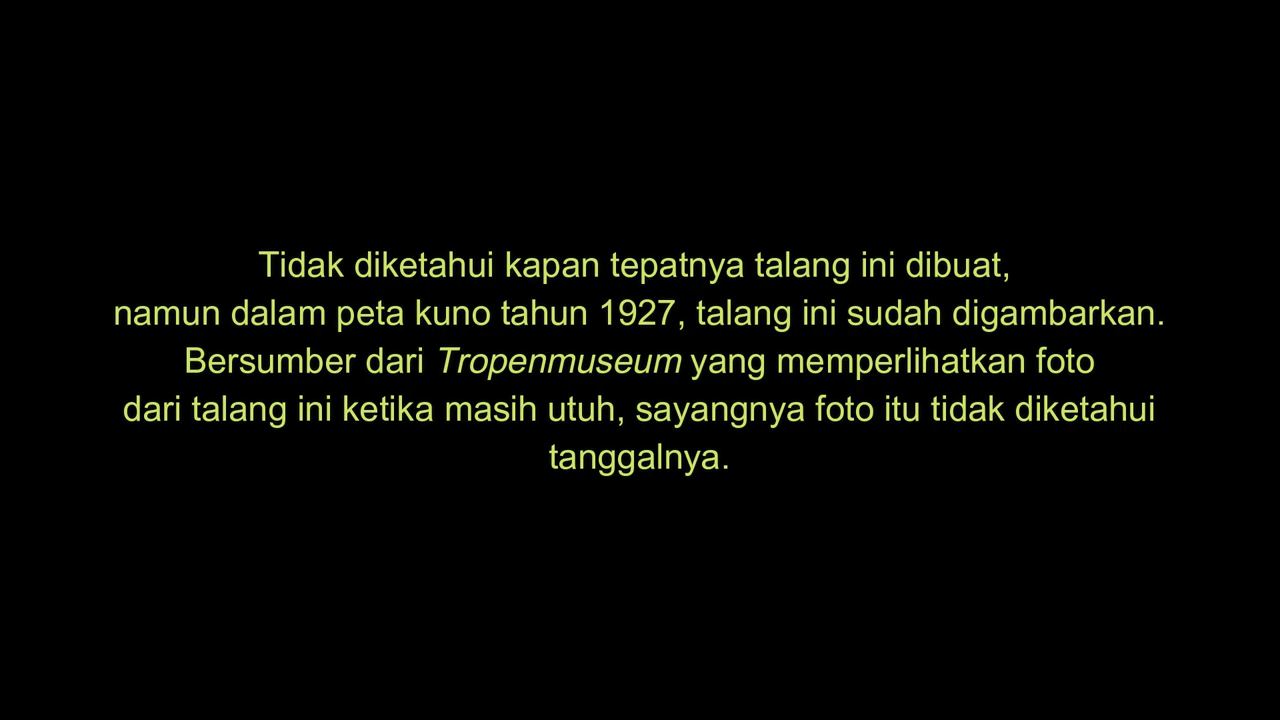 Tidak diketahui kapan tepatnya talang ini dibuat,
namun dalam peta kuno tahun 1927, talang ini sudah digambarkan.
Bersumber dari Tropenmuseum yang memperlihatkan foto
dari talang ini ketika masih utuh, sayangnya foto itu tidak diketahui
tanggalnya.